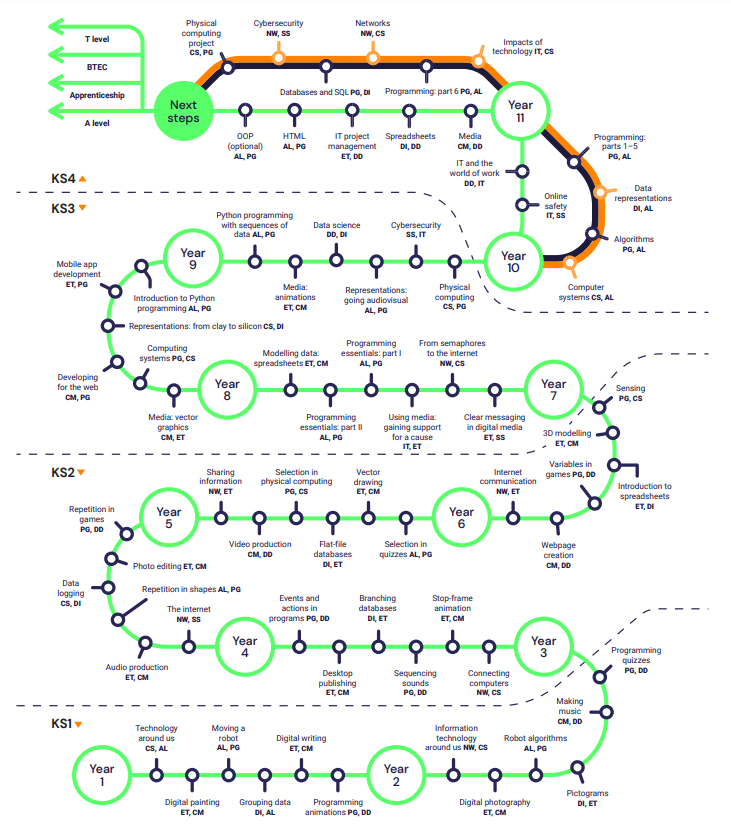 Physical
computing
project
CS, PG
Cybersecurity
NW, SS
Networks
NW, CS
Impacts of
technology IT, CS
T level
BTEC
Apprenticeship
A level
Next
steps
Databases and SQL PG, DI
Programming: part 6 PG, AL
Year
11
OOP
(optional)
AL, PG
HTML
AL, PG
IT project
management
ET, DD
Spreadsheets
DI, DD
Media
CM, DD
Programming:
parts 1–5
PG, AL
IT and the
world of work
DD, IT
Data
representations
DI, AL
Online
safety
IT, SS
Algorithms
PG, AL
KS4
KS3
Year
10
Computer
systems CS, AL
Python programming
with sequences of
data AL, PG
Data science
DD, DI
Cybersecurity
SS, IT
Year
9
Mobile app
development
ET, PG
Introduction to Python
programming AL, PG
Media:
animations
ET, CM
Representations:
going audiovisual
AL, PG
Physical
computing
CS, PG
Representations: from clay to silicon CS, DI
Computing
systems PG, CS
Developing
for the web
CM, PG
Media: vector
graphics
CM, ET
Year
8
Modelling data:
spreadsheets ET, CM
Programming
essentials: part I
AL, PG
From semaphores
to the internet
NW, CS
Programming
essentials: part II
AL, PG
Using media:
gaining support
for a cause
IT, ET
Clear messaging
in digital media
ET, SS
Year
7
Sensing
PG, CS
3D modelling
ET, CM
Variables in
games PG, DD
Introduction to
spreadsheets
ET, DI
KS2
Repetition in
games
PG, DD
Year
5
Sharing
information
NW, ET
Selection in
physical computing
PG, CS
Vector
drawing
ET, CM
Internet
communication
NW, ET
Video production
CM, DD
Flat-file
databases
DI, ET
Selection in
quizzes AL, PG
Year
6
Webpage
creation
CM, DD
Photo editing ET, CM
Data
logging
CS, DI
Repetition in shapes AL, PG
The internet
NW, SS
Audio production
ET, CM
Year
4
Events and
actions in
programs PG, DD
Branching
databases
DI, ET
Stop-frame
animation
ET, CM
Desktop
publishing
ET, CM
Sequencing
sounds
PG, DD
Connecting
computers
NW, CS
Year
3
Programming
quizzes
PG, DD
Making
music
CM, DD
KS1
Year
1
Technology
around us
CS, AL
Moving a
robot
AL, PG
Digital writing
ET, CM
Digital painting
ET, CM
Grouping data
DI, AL
Programming
animations PG, DD
Year
2
Information
technology
around us NW, CS
Robot algorithms
AL, PG
Digital photography
ET, CM
Pictograms
DI, ET